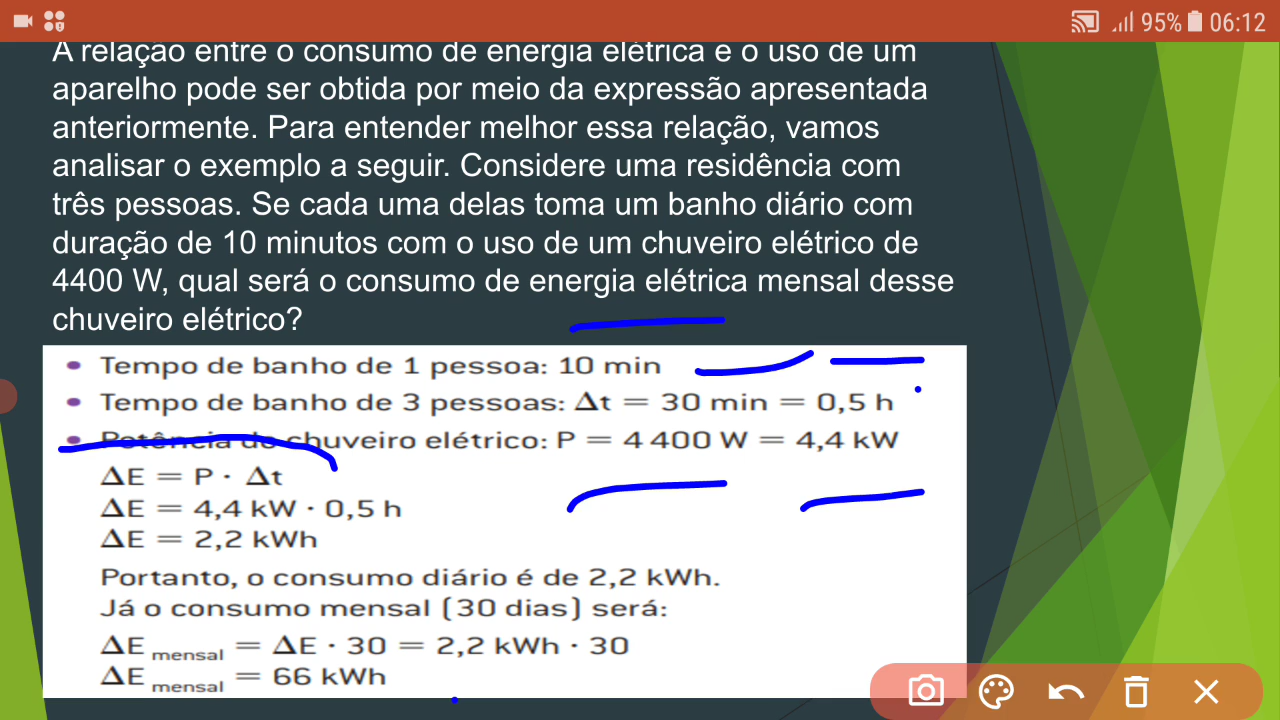 95% 06:12
A relação entre o consumo de energia elétrica e o uso de um
aparelho pode ser obtida por meio da expressão apresentada
anteriormente. Para entender melhor essa relação, vamos
analisar o exemplo a seguir. Considere uma residência com
três pessoas. Se cada uma delas toma um banho diário com
duração de 10 minutos com o uso de um chuveiro elétrico de
4400 W, qual será o consumo de energia elétrica mensal desse
chuveiro elétrico?
• Tempo de banho de 1 pessoa: 10 min
• Tempo de banho de 3 pessoas: Δt = 30 min = 0,5 h
• Potência do chuveiro elétrico: P = 4 400 W = 4,4 kW
ΔE = P · Δt
ΔE = 4,4 kW · 0,5 h
ΔE = 2,2 kWh
Portanto, o consumo diário é de 2,2 kWh.
Já o consumo mensal (30 dias) será:
ΔE mensal = ΔE · 30 = 2,2 kWh · 30
ΔE mensal = 66 kWh